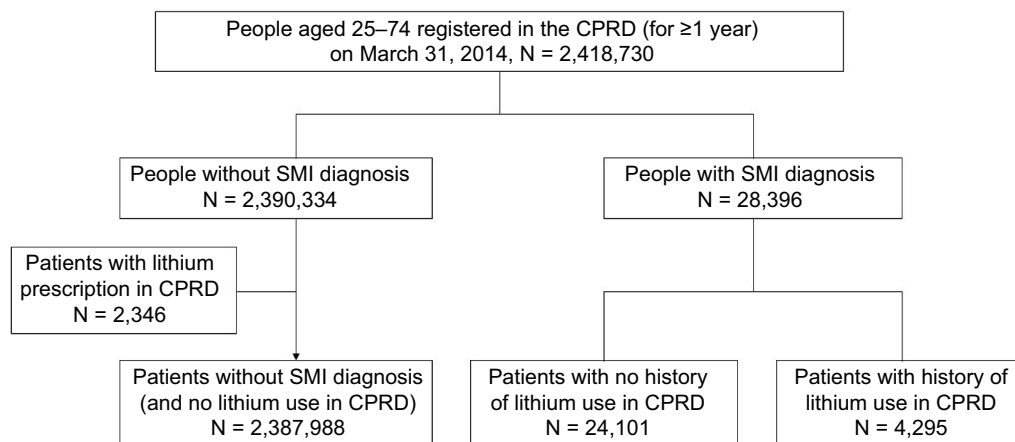 People aged 25–74 registered in the CPRD (for ≥1 year)
on March 31, 2014, N = 2,418,730
People without SMI diagnosis
N = 2,390,334
People with SMI diagnosis
N = 28,396
Patients with lithium
prescription in CPRD
N = 2,346
Patients without SMI diagnosis
(and no lithium use in CPRD)
N = 2,387,988
Patients with no history
of lithium use in CPRD
N = 24,101
Patients with history of
lithium use in CPRD
N = 4,295